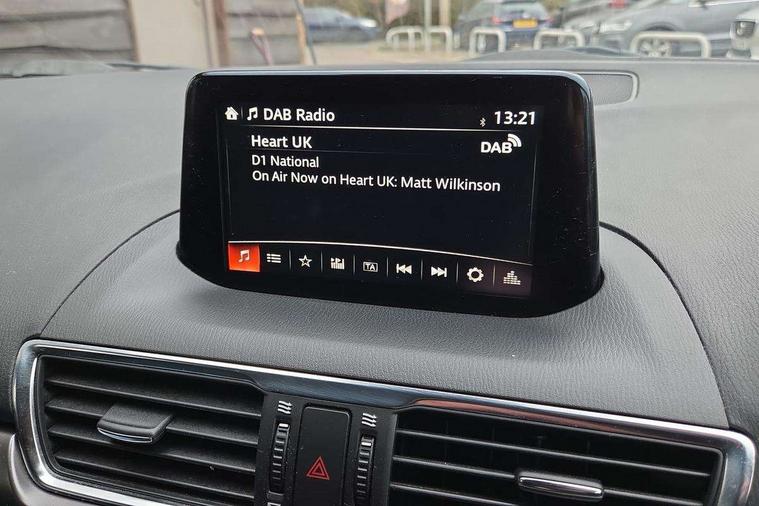 DAB Radio 13:21
Heart UK DAB
D1 National
On Air Now on Heart UK: Matt Wilkinson
TA